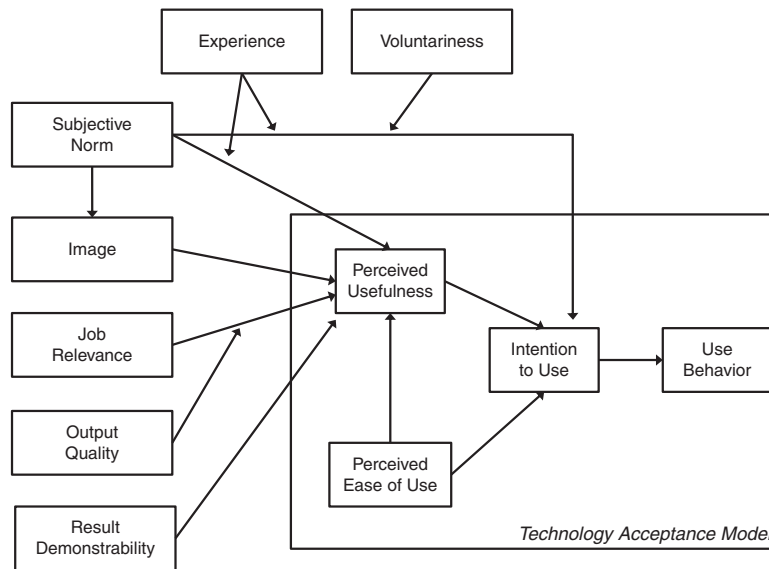 Experience
Voluntariness
Subjective
Norm
Image
Perceived
Usefulness
Job
Relevance
Intention
to Use
Use
Behavior
Output
Quality
Perceived
Ease of Use
Result
Demonstrability
Technology Acceptance Model